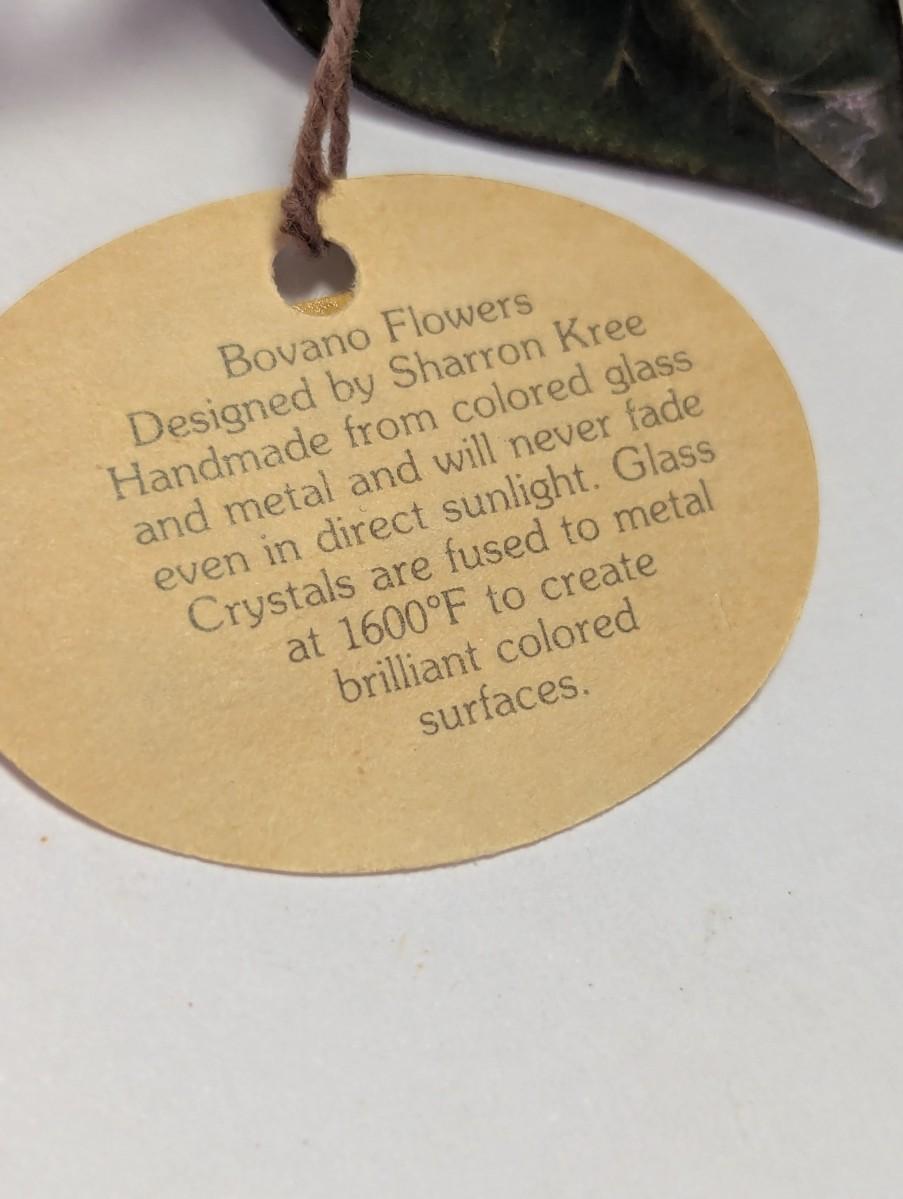 Bovano Flowers
Designed by Sharron Kree
Handmade from colored glass
and metal and will never fade
even in direct sunlight. Glass
Crystals are fused to metal
at 1600°F to create
brilliant colored
surfaces.